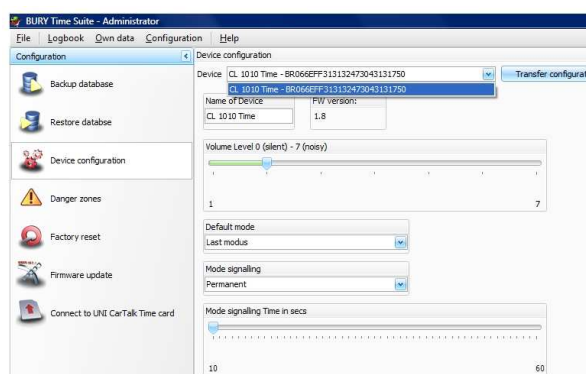 BURY Time Suite - Administrator
File Logbook Own data Configuration Help
Configuration
Backup database
Restore databse
Device configuration
Danger zones
Factory reset
Firmware update
Connect to UNI CarTalk Time card
Device configuration
Device CL 1010 Time - BR066EFF313132473043131750 Transfer configurat
CL 1010 Time - BR066EFF313132473043131750
Name of Device FW version:
CL 1010 Time 1.8
Volume Level 0 (silent) - 7 (noisy)
1 7
Default mode
Last modus
Mode signalling
Permanent
Mode signalling Time in secs
10 60